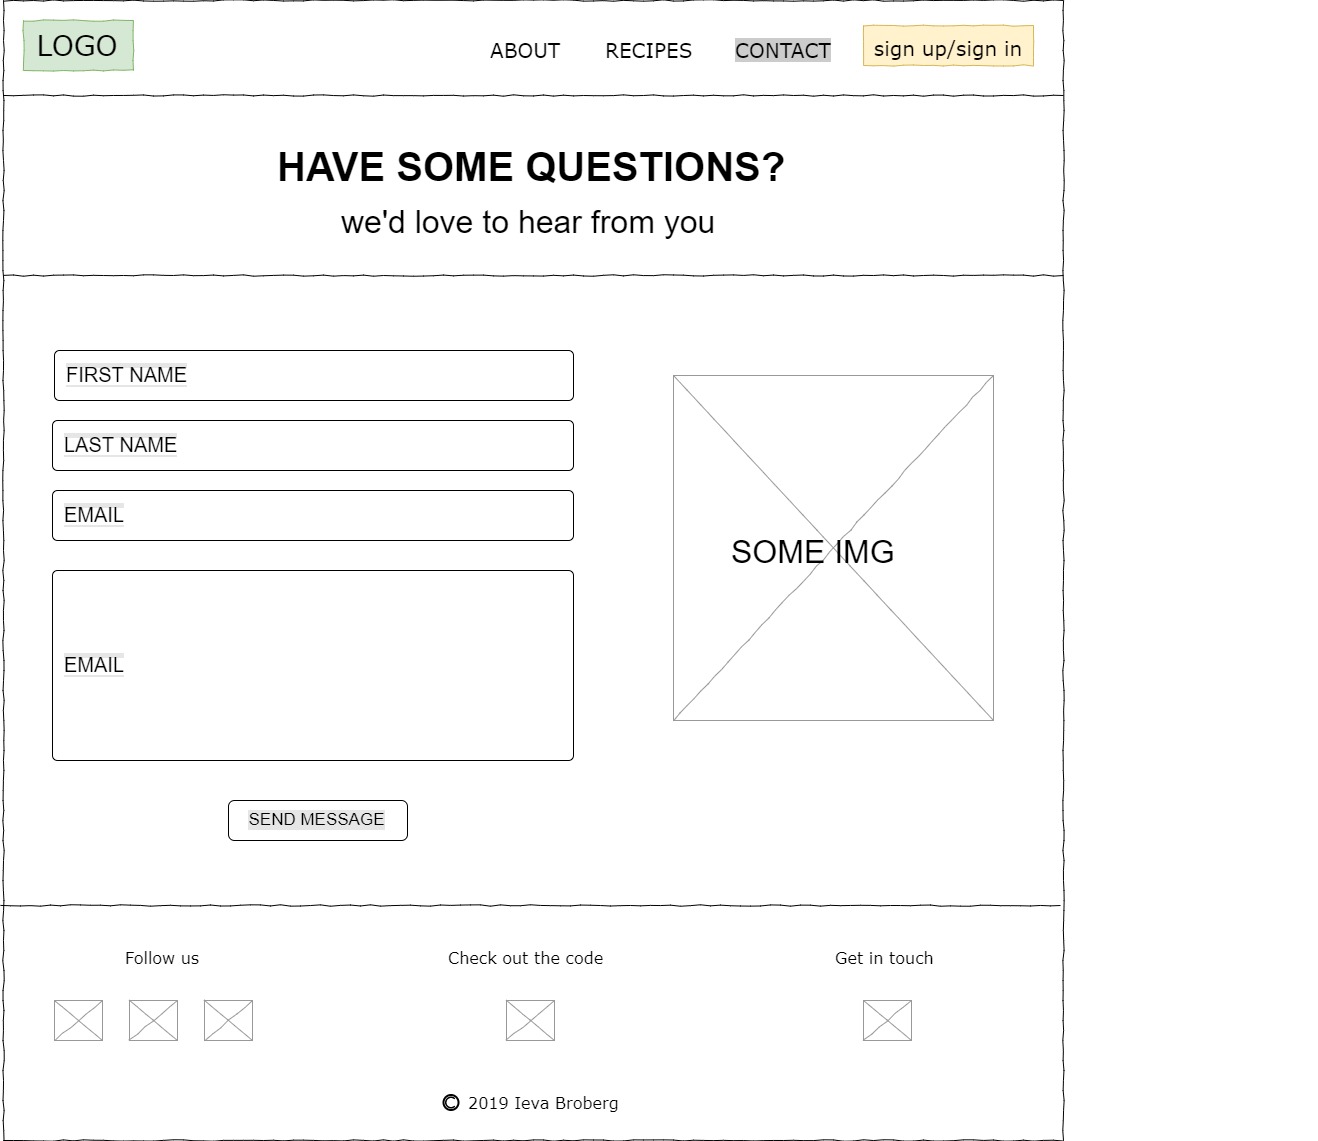 LOGO
ABOUT RECIPES CONTACT sign up/sign in
HAVE SOME QUESTIONS?
we'd love to hear from you
FIRST NAME
LAST NAME
EMAIL
SOME IMG
EMAIL
SEND MESSAGE
Follow us
Check out the code
Get in touch
© 2019 Ieva Broberg